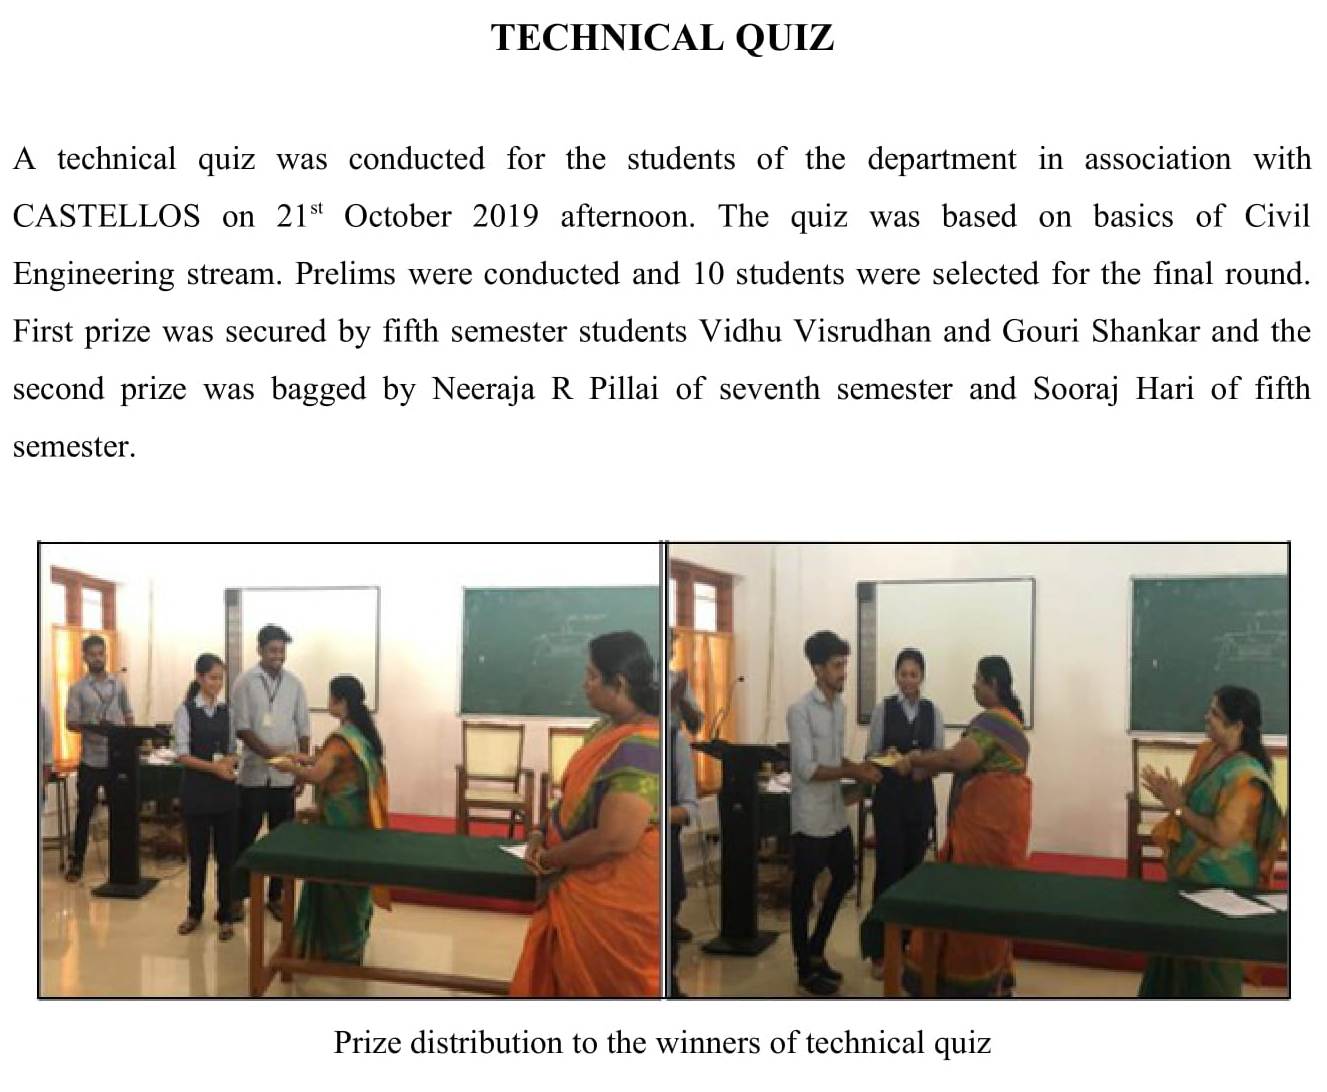 TECHNICAL QUIZ
A technical quiz was conducted for the students of the department in association with
CASTELLOS on 21st October 2019 afternoon. The quiz was based on basics of Civil
Engineering stream. Prelims were conducted and 10 students were selected for the final round.
First prize was secured by fifth semester students Vidhu Visrudhan and Gouri Shankar and the
second prize was bagged by Neeraja R Pillai of seventh semester and Sooraj Hari of fifth
semester.
Prize distribution to the winners of technical quiz